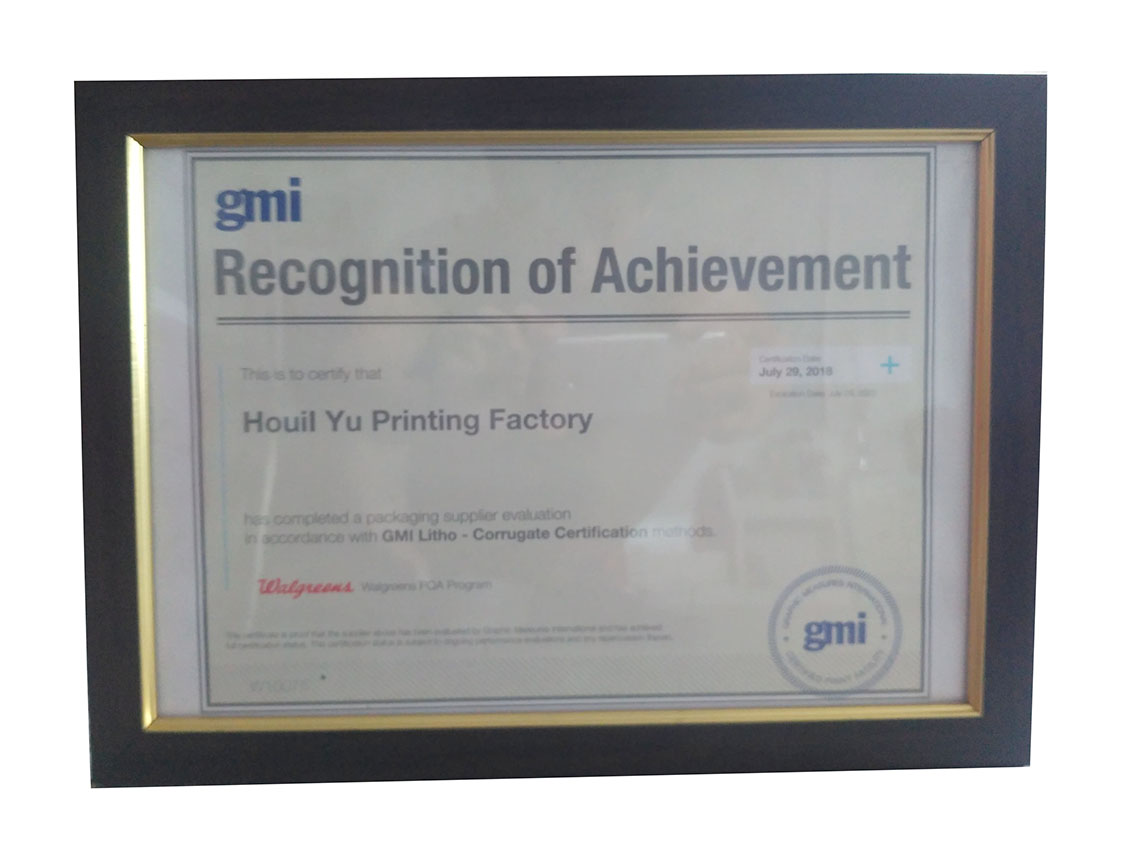 gmi
Recognition of Achievement
This is to certify that
Certification Date
July 29, 2018
Expiration Date: July
Houil Yu Printing Factory
has completed a packaging supplier evaluation
in accordance with GMI Litho - Corrugate Certification methods.
Walgreens Walgreens PQA Program
This certificate is proof that the supplier above has been evaluated by Graphic Measures International and has achieved
full certification status. This certification status is subject to ongoing performance evaluations and any
GRAPHIC MEASURES INTERNATIONAL
gmi
CERTIFIED PRINT FACILITY